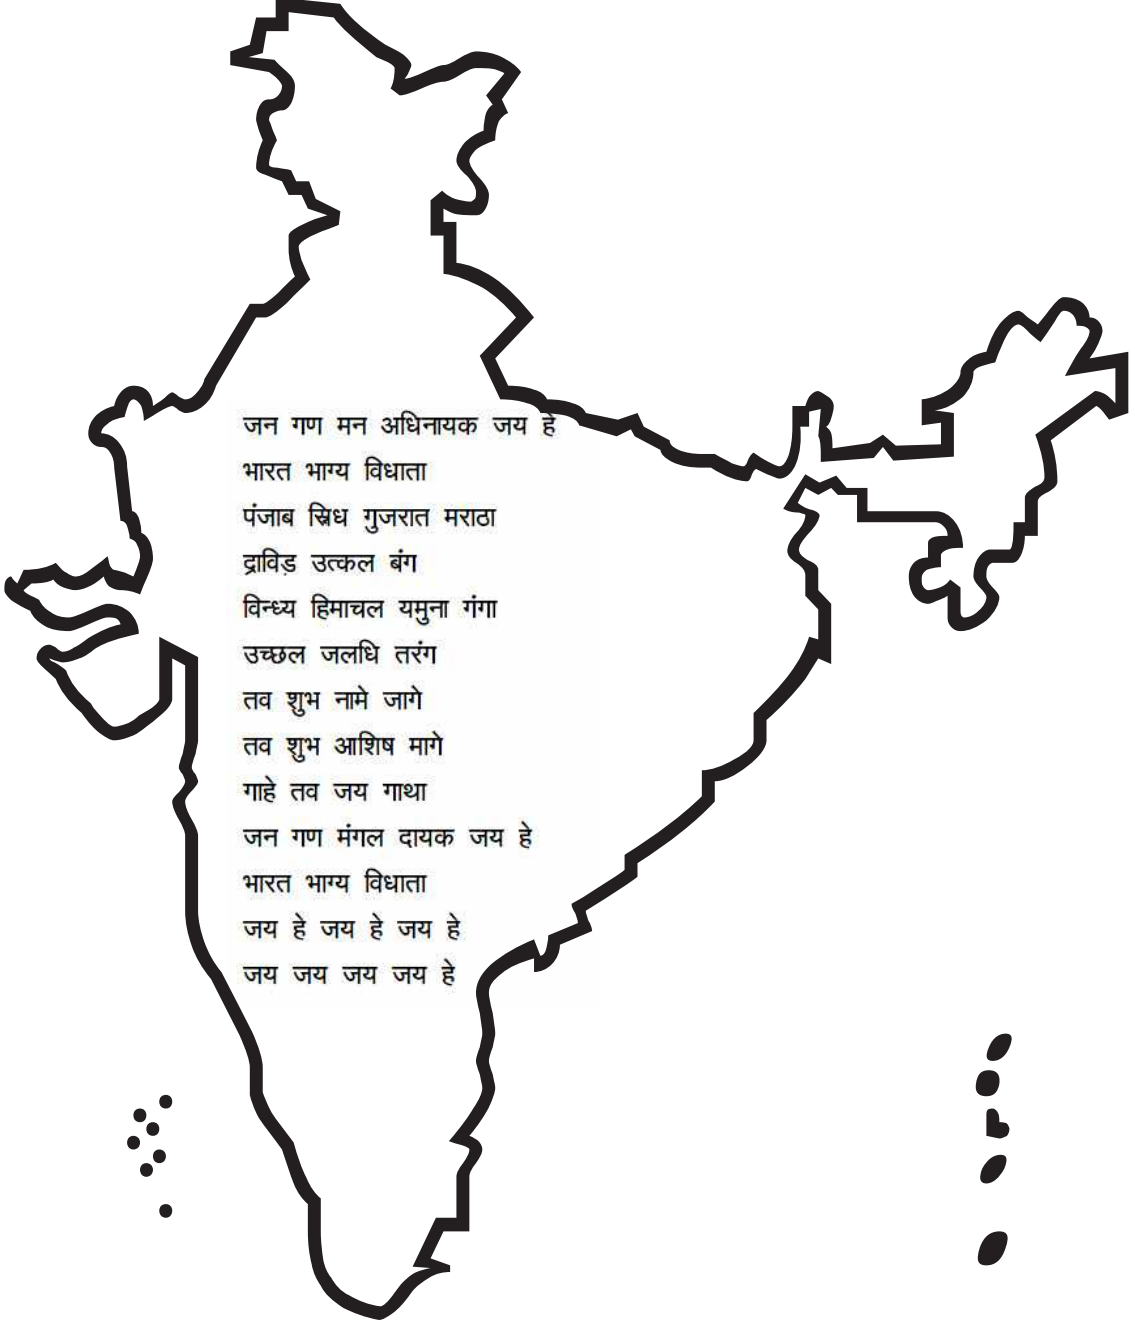 जन गण मन अधिनायक जय हे
भारत भाग्य विधाता
पंजाब स्निध गुजरात मराठा
द्राविड़ उत्कल बंग
विन्ध्य हिमाचल यमुना गंगा
उच्छल जलधि तरंग
तव शुभ नामे जागे
तव शुभ आशिष मागे
गाहे तव जय गाथा
जन गण मंगल दायक जय हे
भारत भाग्य विधाता
जय हे जय हे जय हे
जय जय जय जय हे